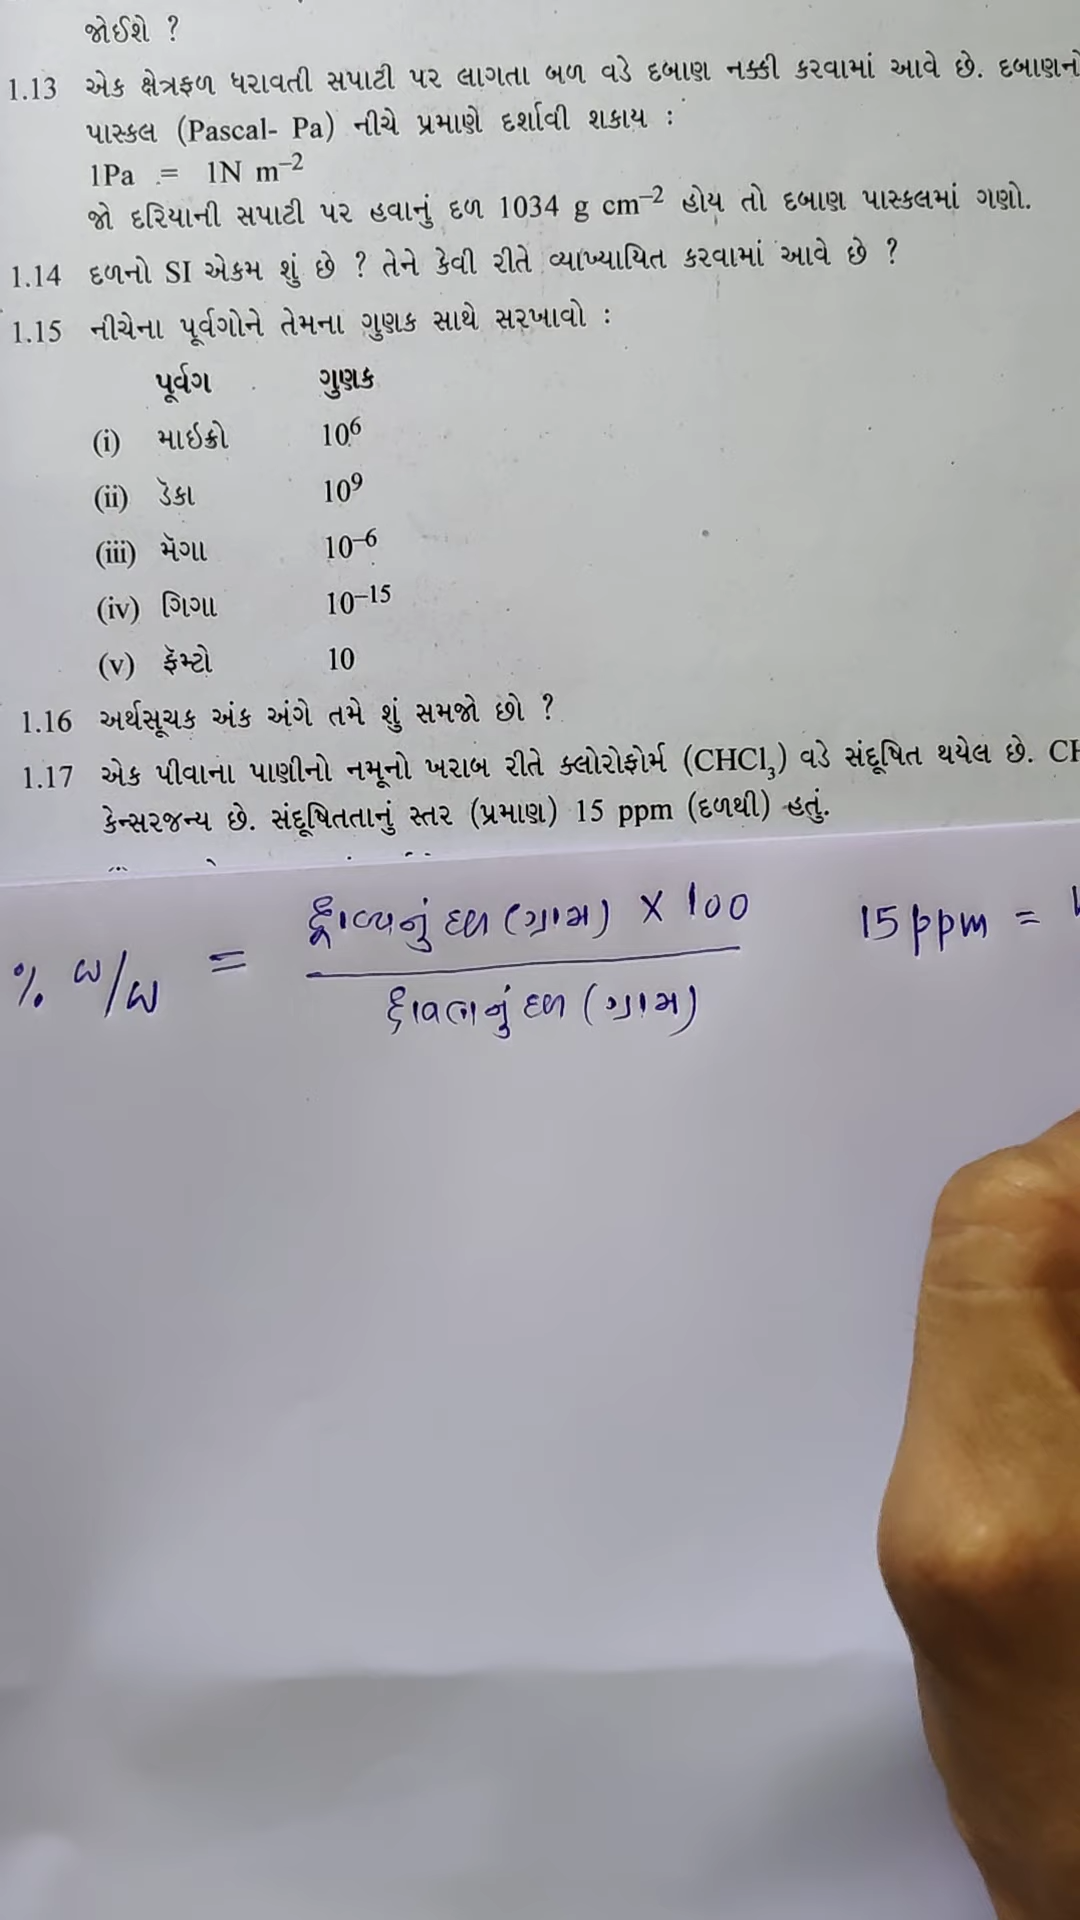 જોઈશે ?
1.13 એક ક્ષેત્રફળ ધરાવતી સપાટી પર લાગતા બળ વડે દબાણ નક્કી કરવામાં આવે છે. દબાણને
પાસ્કલ (Pascal- Pa) નીચે પ્રમાણે દર્શાવી શકાય :
1Pa = 1N m⁻²
જો દરિયાની સપાટી પર હવાનું દળ 1034 g cm⁻² હોય તો દબાણ પાસ્કલમાં ગણો.
1.14 દળનો SI એકમ શું છે ? તેને કેવી રીતે વ્યાખ્યાયિત કરવામાં આવે છે ?
1.15 નીચેના પૂર્વગોને તેમના ગુણક સાથે સરખાવો :
પૂર્વગ ગુણક
(i) માઇક્રો 10⁶
(ii) ડૅકા 10⁹
(iii) મૅગા 10⁻⁶
(iv) ગિગા 10⁻¹⁵
(v) ફૅમ્ટો 10
1.16 અર્થસૂચક અંક અંગે તમે શું સમજો છો ?
1.17 એક પીવાના પાણીનો નમૂનો ખરાબ રીતે ક્લોરોફોર્મ (CHCl₃) વડે સંદૂષિત થયેલ છે. CH
કેન્સરજન્ય છે. સંદૂષિતતાનું સ્તર (પ્રમાણ) 15 ppm (દળથી) હતું.
દ્રાવ્યનું દળ (ગ્રામ) × 100
% w/w = 15 ppm =
દ્રાવણનું દળ (ગ્રામ)